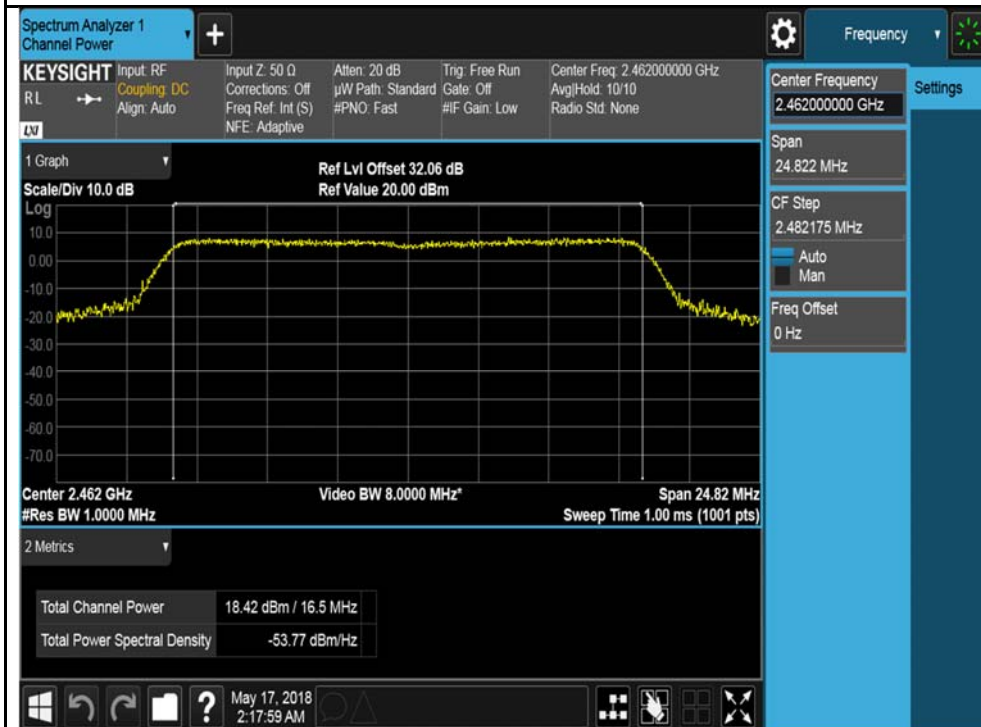 Spectrum Analyzer 1
Channel Power
+
Frequency
KEYSIGHT
RL
LXI
Input: RF
Coupling: DC
Align: Auto
Input Z: 50 Ω
Corrections: Off
Freq Ref: Int (S)
NFE: Adaptive
Atten: 20 dB
µW Path: Standard
#PNO: Fast
Trig: Free Run
Gate: Off
#IF Gain: Low
Center Freq: 2.462000000 GHz
Avg|Hold: 10/10
Radio Std: None
Center Frequency
2.462000000 GHz
Settings
Span
24.822 MHz
CF Step
2.482175 MHz
Auto
Man
Freq Offset
0 Hz
1 Graph
Scale/Div 10.0 dB
Ref Lvl Offset 32.06 dB
Ref Value 20.00 dBm
Log
10.0
0.00
-10.0
-20.0
-30.0
-40.0
-50.0
-60.0
-70.0
Center 2.462 GHz
#Res BW 1.0000 MHz
Video BW 8.0000 MHz*
Span 24.82 MHz
Sweep Time 1.00 ms (1001 pts)
2 Metrics
Total Channel Power 18.42 dBm / 16.5 MHz
Total Power Spectral Density -53.77 dBm/Hz
?
May 17, 2018
2:17:59 AM